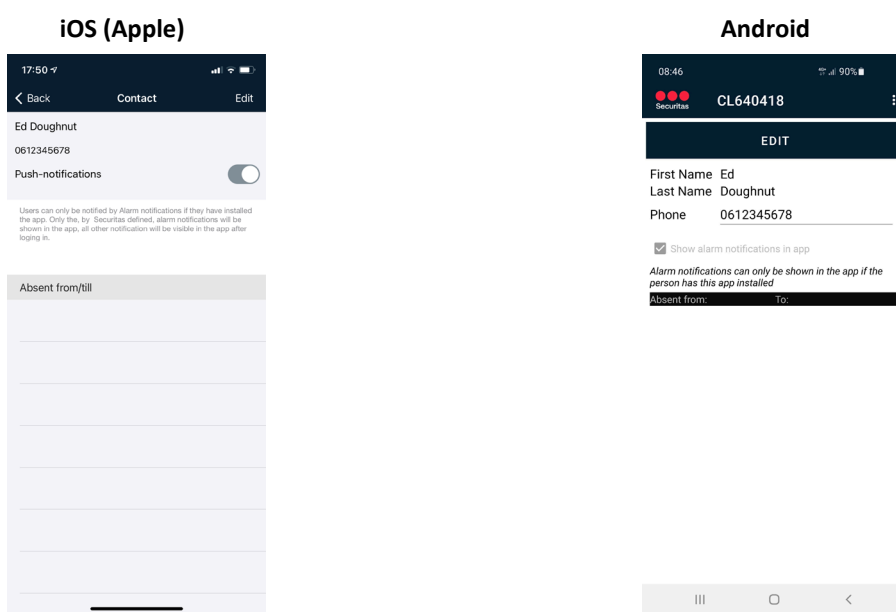 iOS (Apple)
17:50
Back Contact Edit
Ed Doughnut
0612345678
Push-notifications
Users can only be notified by Alarm notifications if they have installed
the app. Only the, by Securitas defined, alarm notifications will be
shown in the app, all other notification will be visible in the app after
loging in.
Absent from/till
Android
08:46 90%
Securitas CL640418
EDIT
First Name Ed
Last Name Doughnut
Phone 0612345678
Show alarm notifications in app
Alarm notifications can only be shown in the app if the
person has this app installed
Absent from: To: